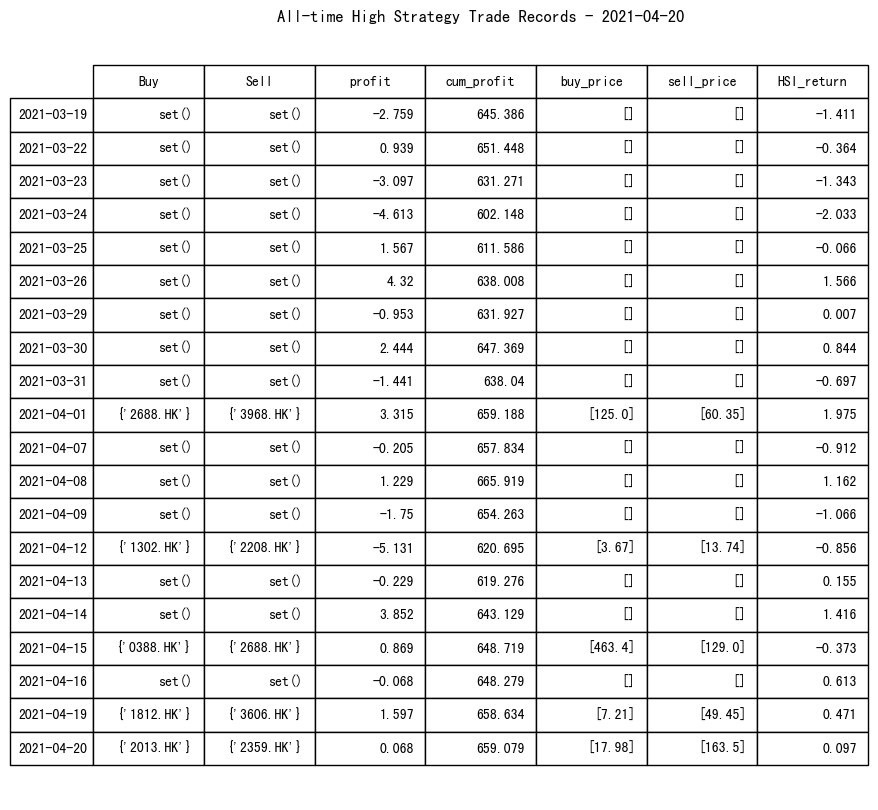 All-time High Strategy Trade Records - 2021-04-20
Buy Sell profit cum_profit buy_price sell_price HSI_return
2021-03-19 set() set() -2.759 645.386 [] [] -1.411
2021-03-22 set() set() 0.939 651.448 [] [] -0.364
2021-03-23 set() set() -3.097 631.271 [] [] -1.343
2021-03-24 set() set() -4.613 602.148 [] [] -2.033
2021-03-25 set() set() 1.567 611.586 [] [] -0.066
2021-03-26 set() set() 4.32 638.008 [] [] 1.566
2021-03-29 set() set() -0.953 631.927 [] [] 0.007
2021-03-30 set() set() 2.444 647.369 [] [] 0.844
2021-03-31 set() set() -1.441 638.04 [] [] -0.697
2021-04-01 {'2688.HK'} {'3968.HK'} 3.315 659.188 [125.0] [60.35] 1.975
2021-04-07 set() set() -0.205 657.834 [] [] -0.912
2021-04-08 set() set() 1.229 665.919 [] [] 1.162
2021-04-09 set() set() -1.75 654.263 [] [] -1.066
2021-04-12 {'1302.HK'} {'2208.HK'} -5.131 620.695 [3.67] [13.74] -0.856
2021-04-13 set() set() -0.229 619.276 [] [] 0.155
2021-04-14 set() set() 3.852 643.129 [] [] 1.416
2021-04-15 {'0388.HK'} {'2688.HK'} 0.869 648.719 [463.4] [129.0] -0.373
2021-04-16 set() set() -0.068 648.279 [] [] 0.613
2021-04-19 {'1812.HK'} {'3606.HK'} 1.597 658.634 [7.21] [49.45] 0.471
2021-04-20 {'2013.HK'} {'2359.HK'} 0.068 659.079 [17.98] [163.5] 0.097